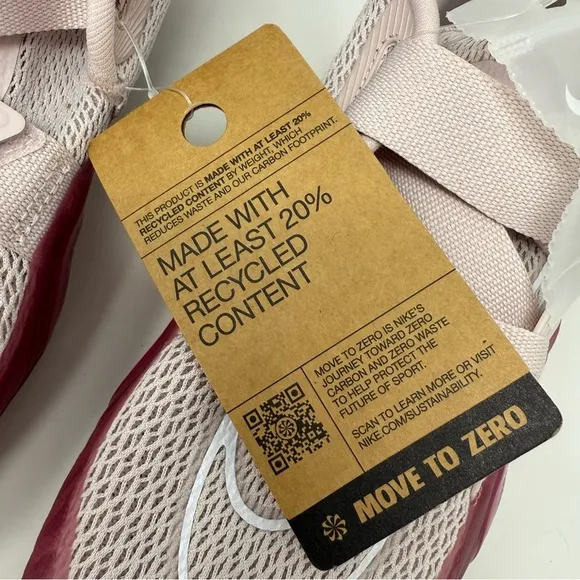 THIS PRODUCT IS MADE WITH AT LEAST 20%
RECYCLED CONTENT BY WEIGHT, WHICH
REDUCES WASTE AND OUR CARBON FOOTPRINT.
MADE WITH
AT LEAST 20%
RECYCLED
CONTENT
MOVE TO ZERO IS NIKE'S
JOURNEY TOWARD ZERO
CARBON AND ZERO WASTE
TO HELP PROTECT THE
FUTURE OF SPORT.
SCAN TO LEARN MORE OR VISIT
NIKE.COM/SUSTAINABILITY.
MOVE TO ZERO